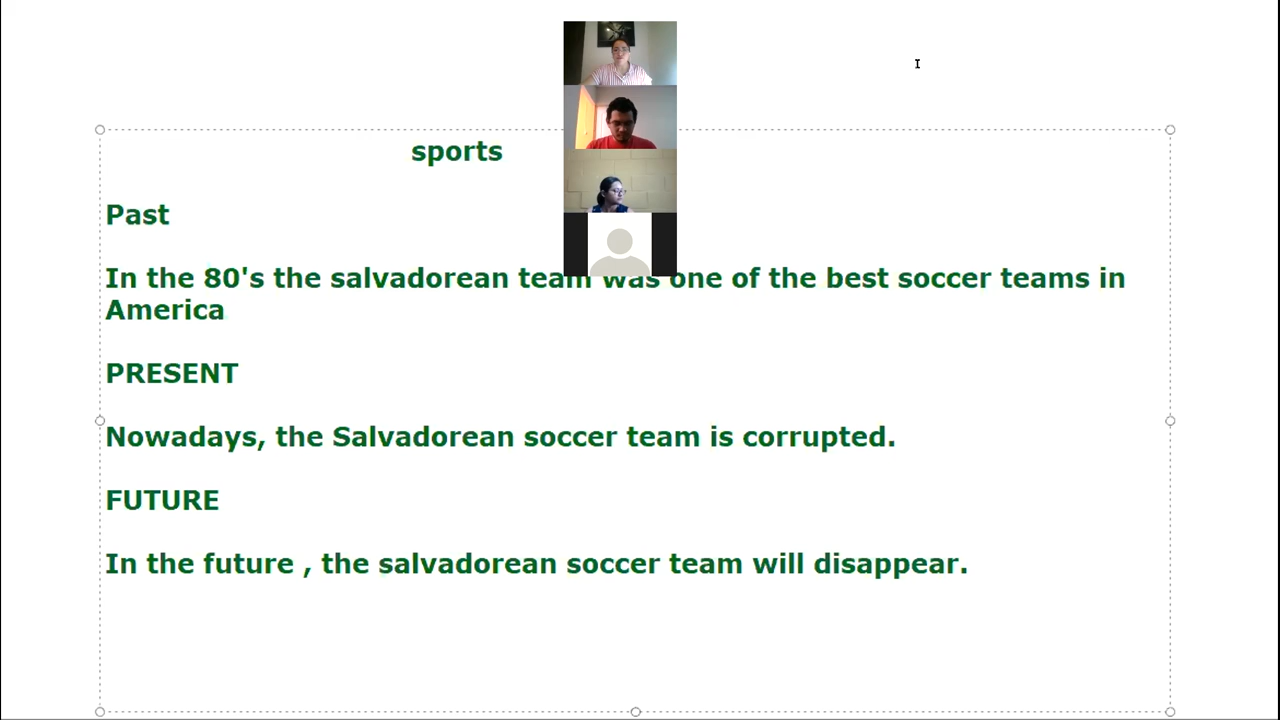 sports
Past
In the 80's the salvadorean team was one of the best soccer teams in
America
PRESENT
Nowadays, the Salvadorean soccer team is corrupted.
FUTURE
In the future , the salvadorean soccer team will disappear.